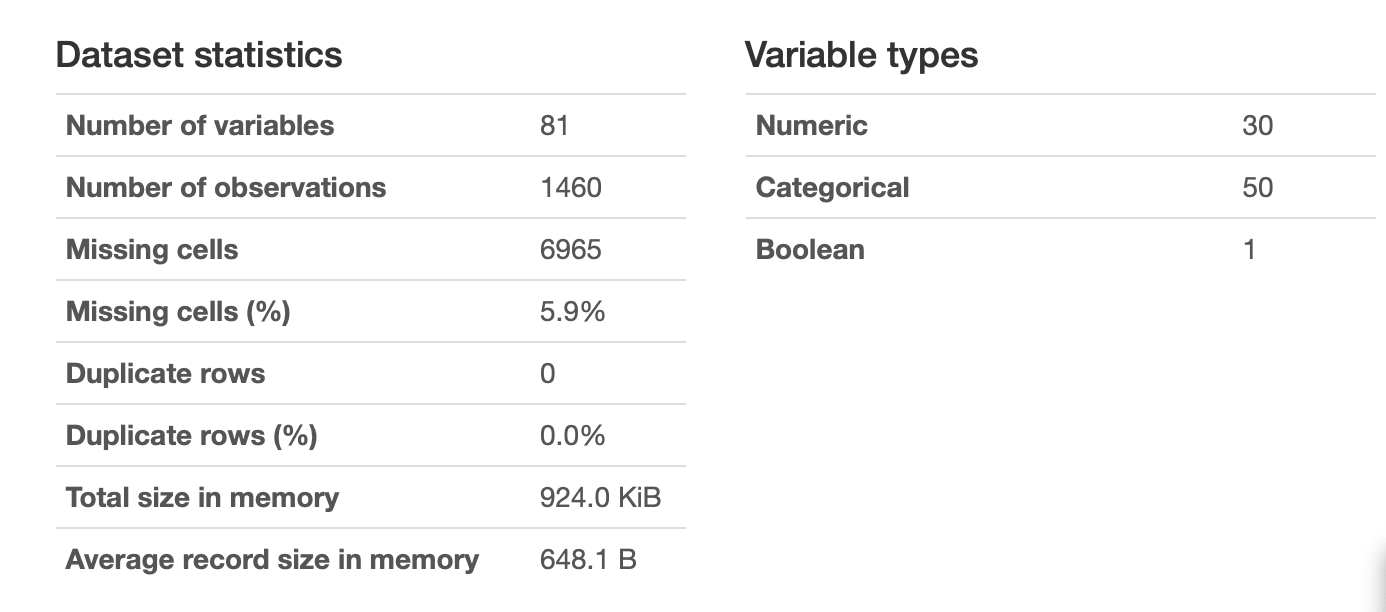 Dataset statistics
Number of variables 81
Number of observations 1460
Missing cells 6965
Missing cells (%) 5.9%
Duplicate rows 0
Duplicate rows (%) 0.0%
Total size in memory 924.0 KiB
Average record size in memory 648.1 B
Variable types
Numeric 30
Categorical 50
Boolean 1